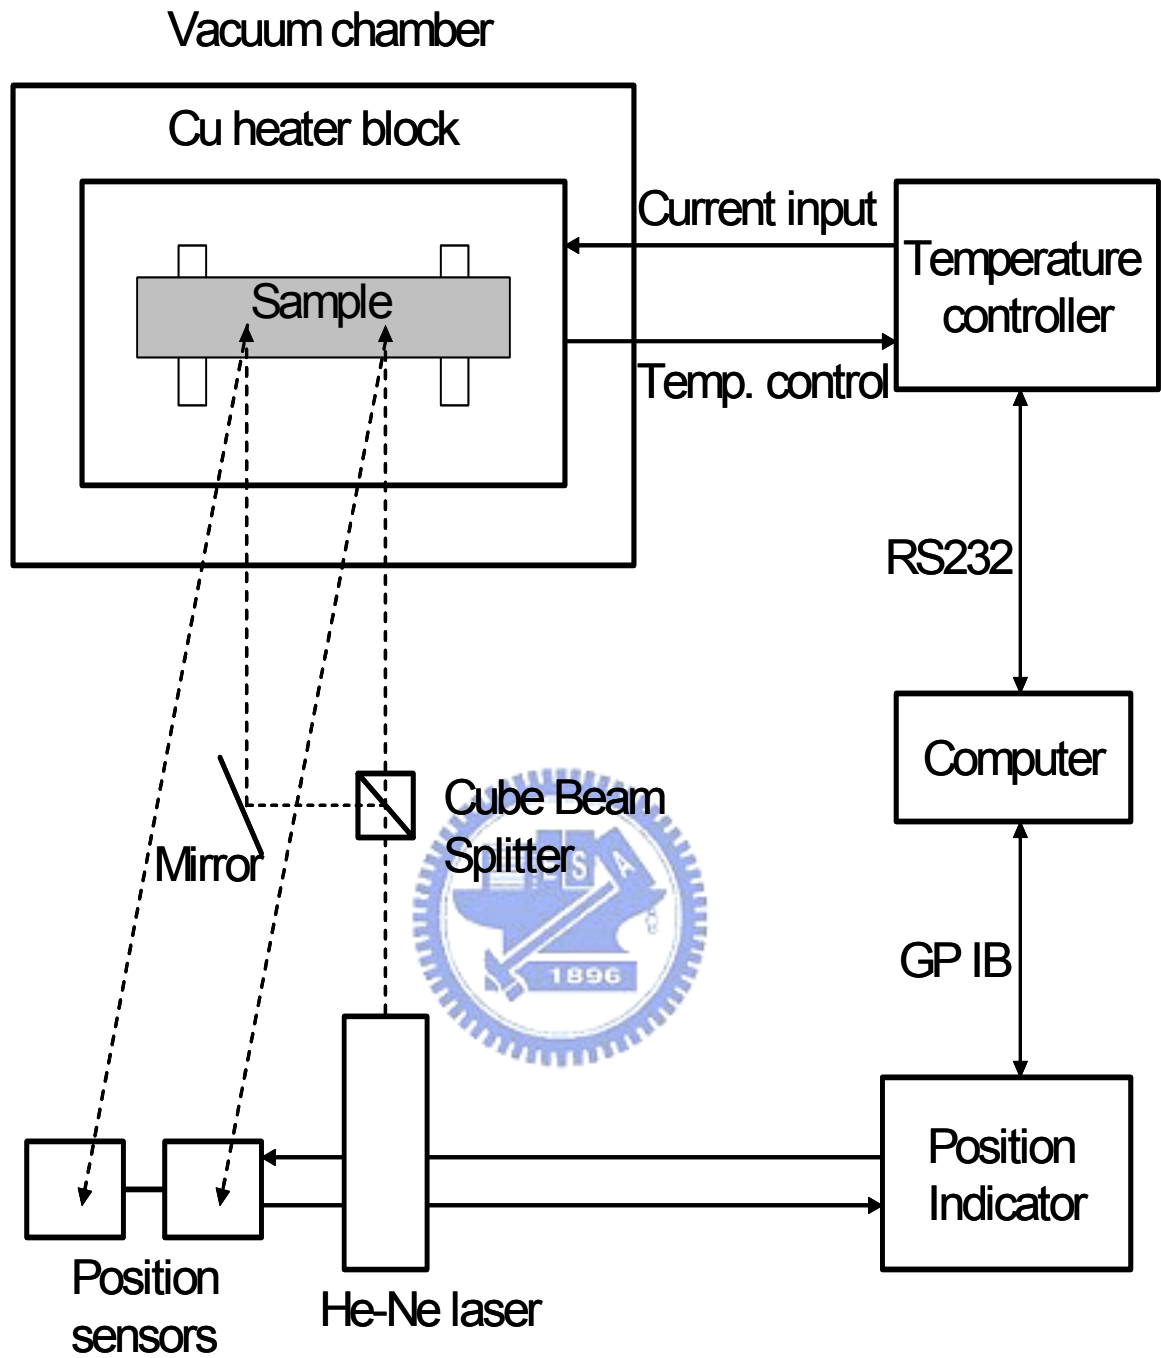 Vacuum chamber
Cu heater block
Current input
Temperature
controller
Sample
Temp. control
RS232
Computer
Cube Beam
Splitter
Mirror
E S A
1896
GP IB
Position
Indicator
Position
sensors
He-Ne laser